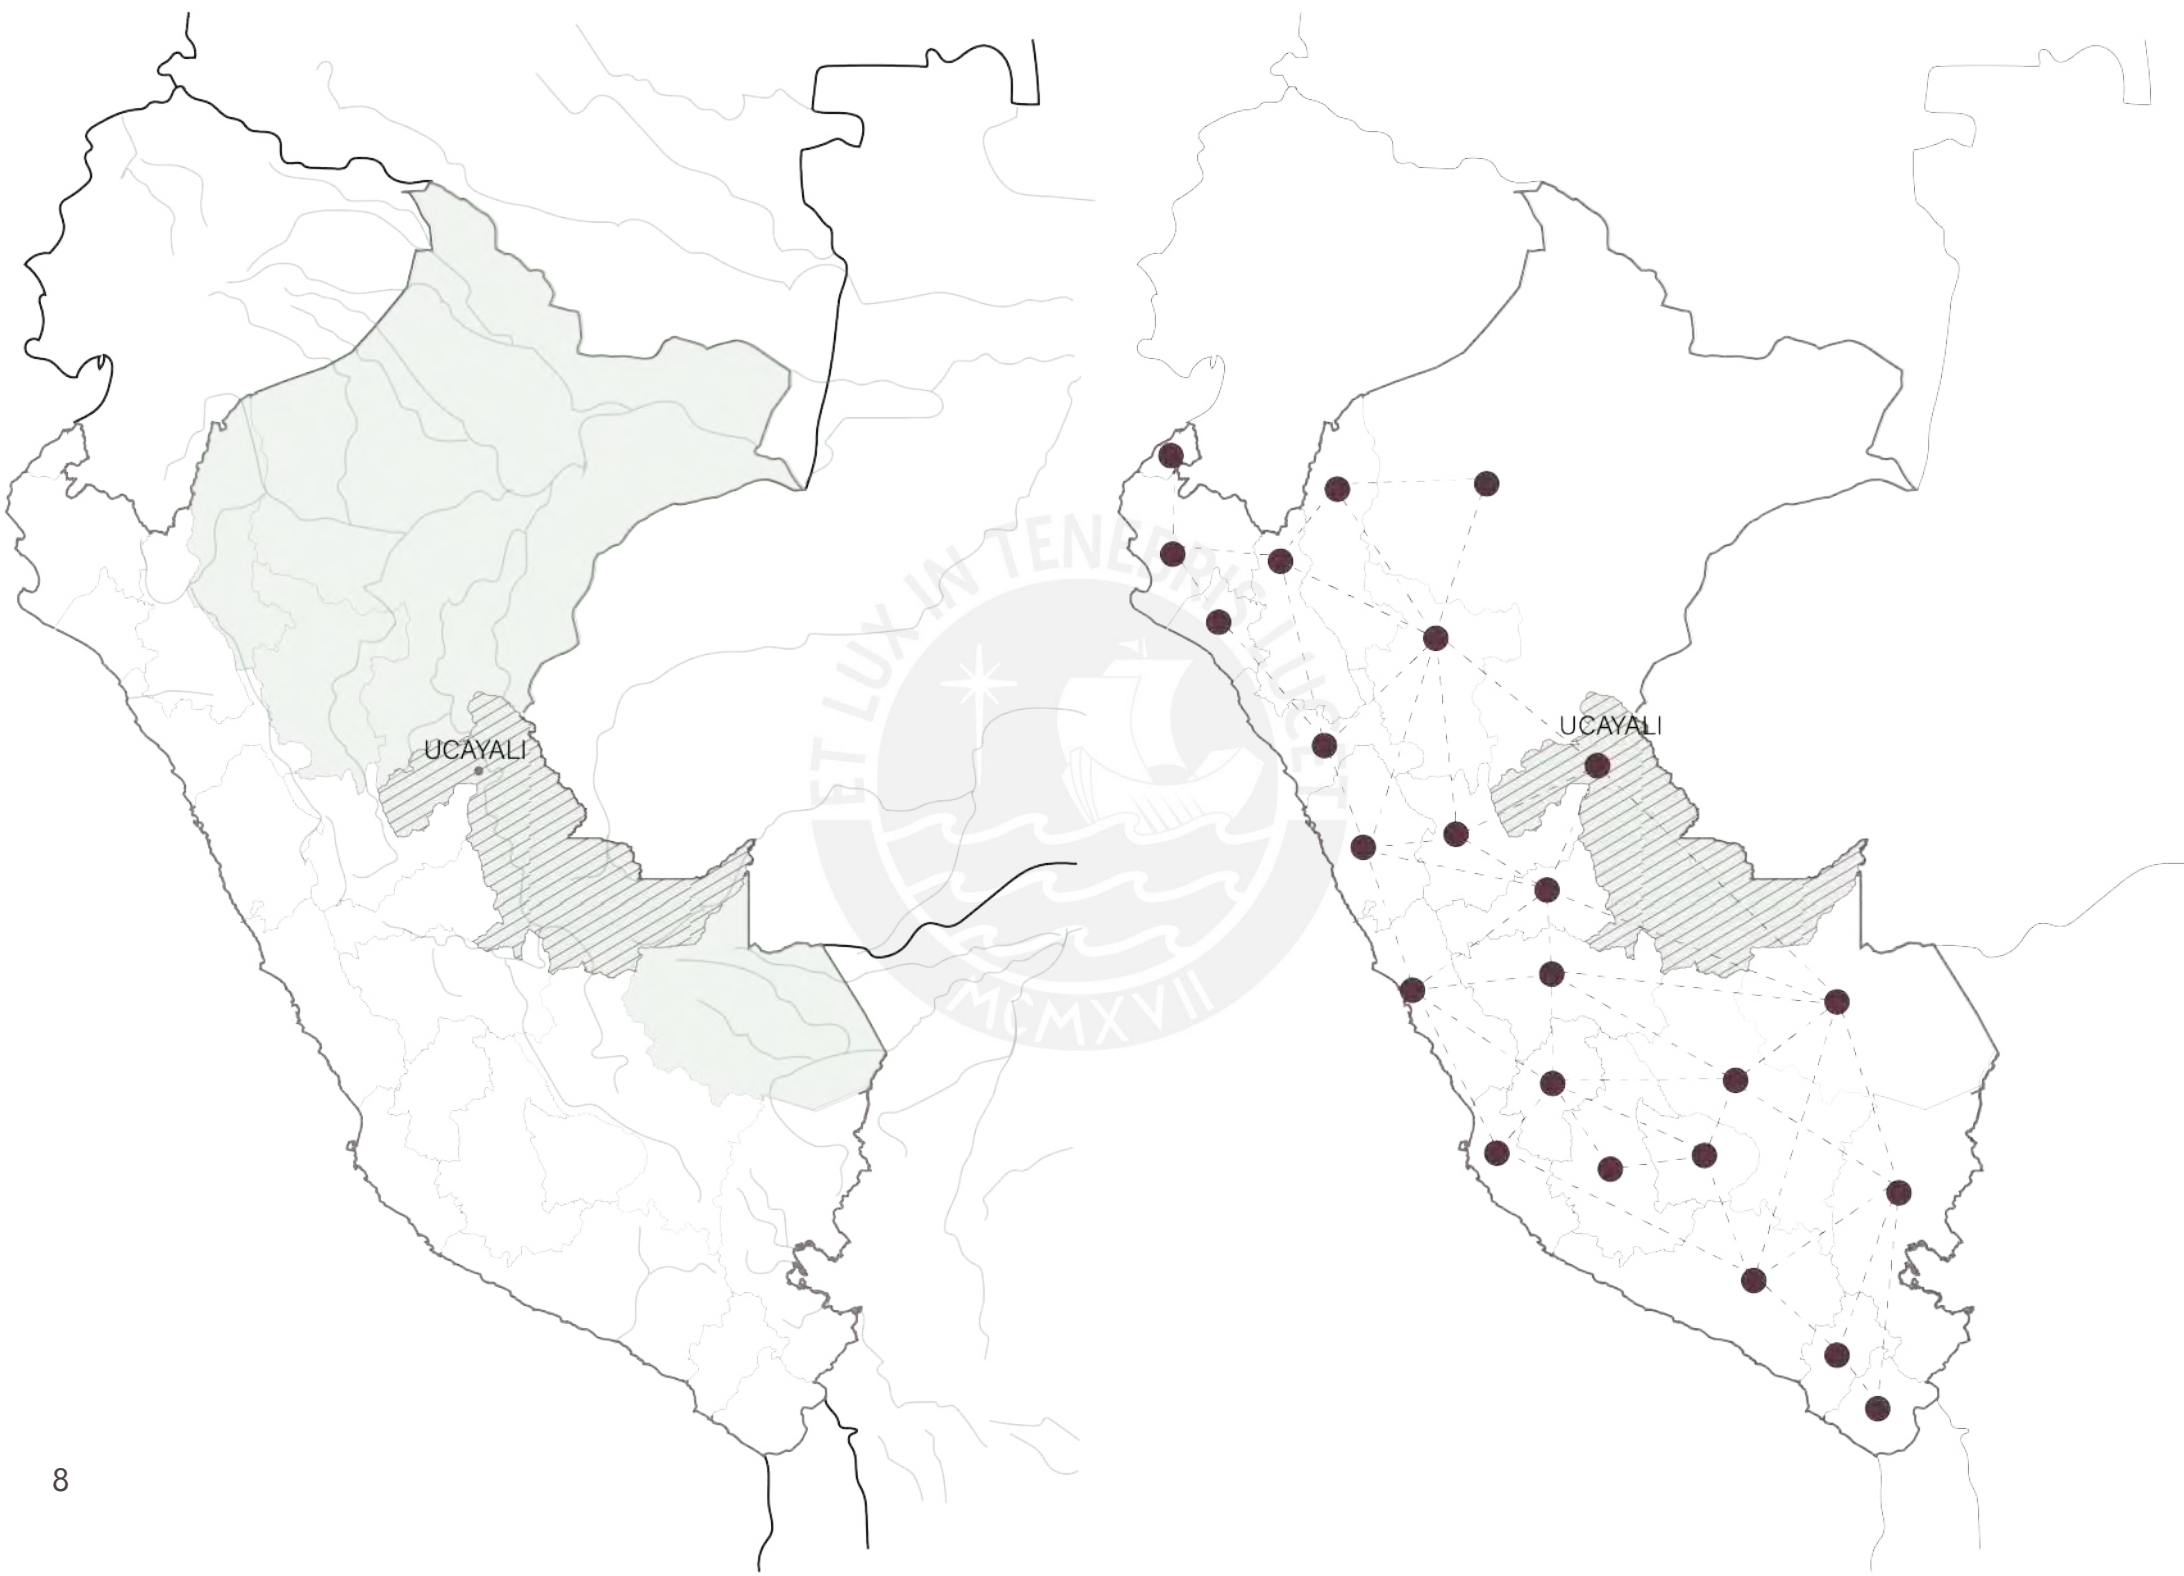 UCAYALI
UCAYALI
ET LUX IN TENEBRIS LUCET
MCMXVII
8